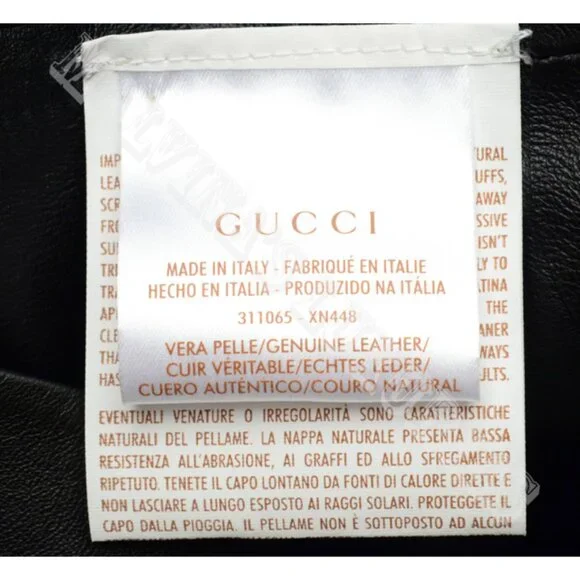 GUCCI
MADE IN ITALY - FABRIQUÉ EN ITALIE
HECHO EN ITALIA - PRODUZIDO NA ITÁLIA
311065 - XN448
VERA PELLE/GENUINE LEATHER/
CUIR VÉRITABLE/ECHTES LEDER/
CUERO AUTÉNTICO/COURO NATURAL
EVENTUALI VENATURE O IRREGOLARITÀ SONO CARATTERISTICHE
NATURALI DEL PELLAME. LA NAPPA NATURALE PRESENTA BASSA
RESISTENZA ALL'ABRASIONE, AI GRAFFI ED ALLO SFREGAMENTO
RIPETUTO. TENETE IL CAPO LONTANO DA FONTI DI CALORE DIRETTE E
NON LASCIARE A LUNGO ESPOSTO AI RAGGI SOLARI. PROTEGGETE IL
CAPO DALLA PIOGGIA. IL PELLAME NON È SOTTOPOSTO AD ALCUN